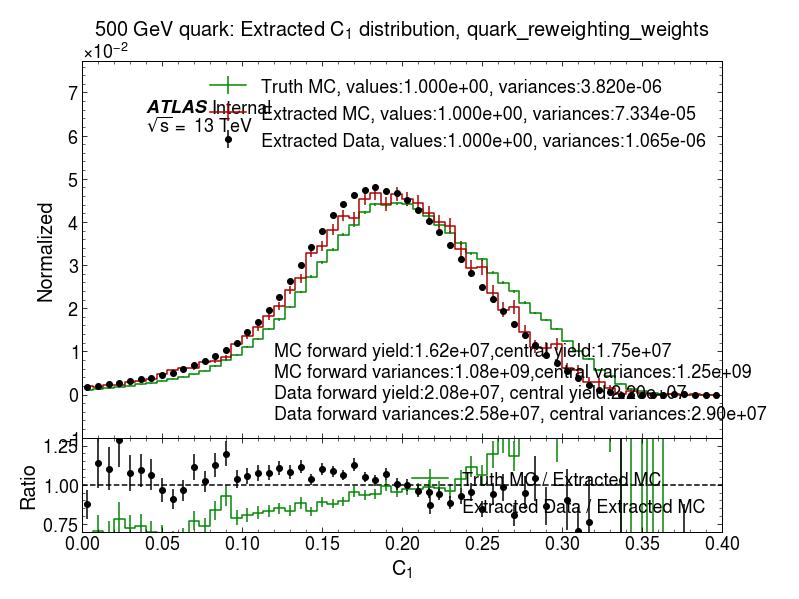 500 GeV quark: Extracted C₁ distribution, quark_reweighting_weights
×10⁻²
Truth MC, values:1.000e+00, variances:3.820e-06
ATLAS Internal
Extracted MC, values:1.000e+00, variances:7.334e-05
√s = 13 TeV
Extracted Data, values:1.000e+00, variances:1.065e-06
7
6
5
4
3
2
1
0
Normalized
MC forward yield:1.62e+07,central yield:1.75e+07
MC forward variances:1.08e+09,central variances:1.25e+09
Data forward yield:2.08e+07, central
Data forward variances:2.58e+07, central variances:2.90e+07
1.25
1.00
0.75
Ratio
Truth MC / Extracted MC
Extracted Data / Extracted MC
0.00 0.05 0.10 0.15 0.20 0.25 0.30 0.35 0.40
C₁